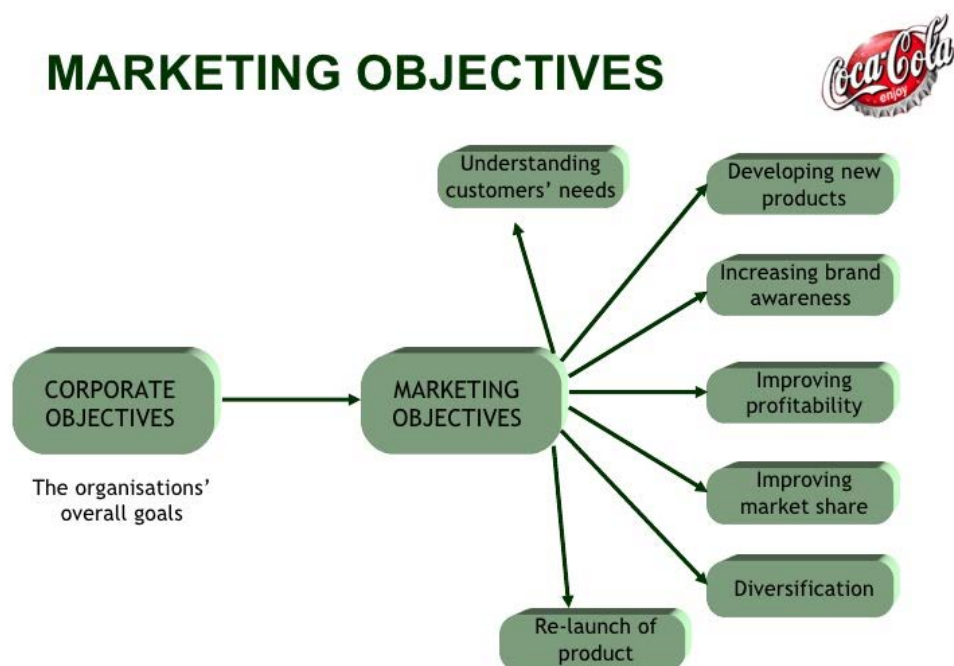 MARKETING OBJECTIVES
Coca-Cola
enjoy
Understanding
customers' needs
Developing new
products
Increasing brand
awareness
CORPORATE
OBJECTIVES
MARKETING
OBJECTIVES
Improving
profitability
The organisations'
overall goals
Improving
market share
Diversification
Re-launch of
product